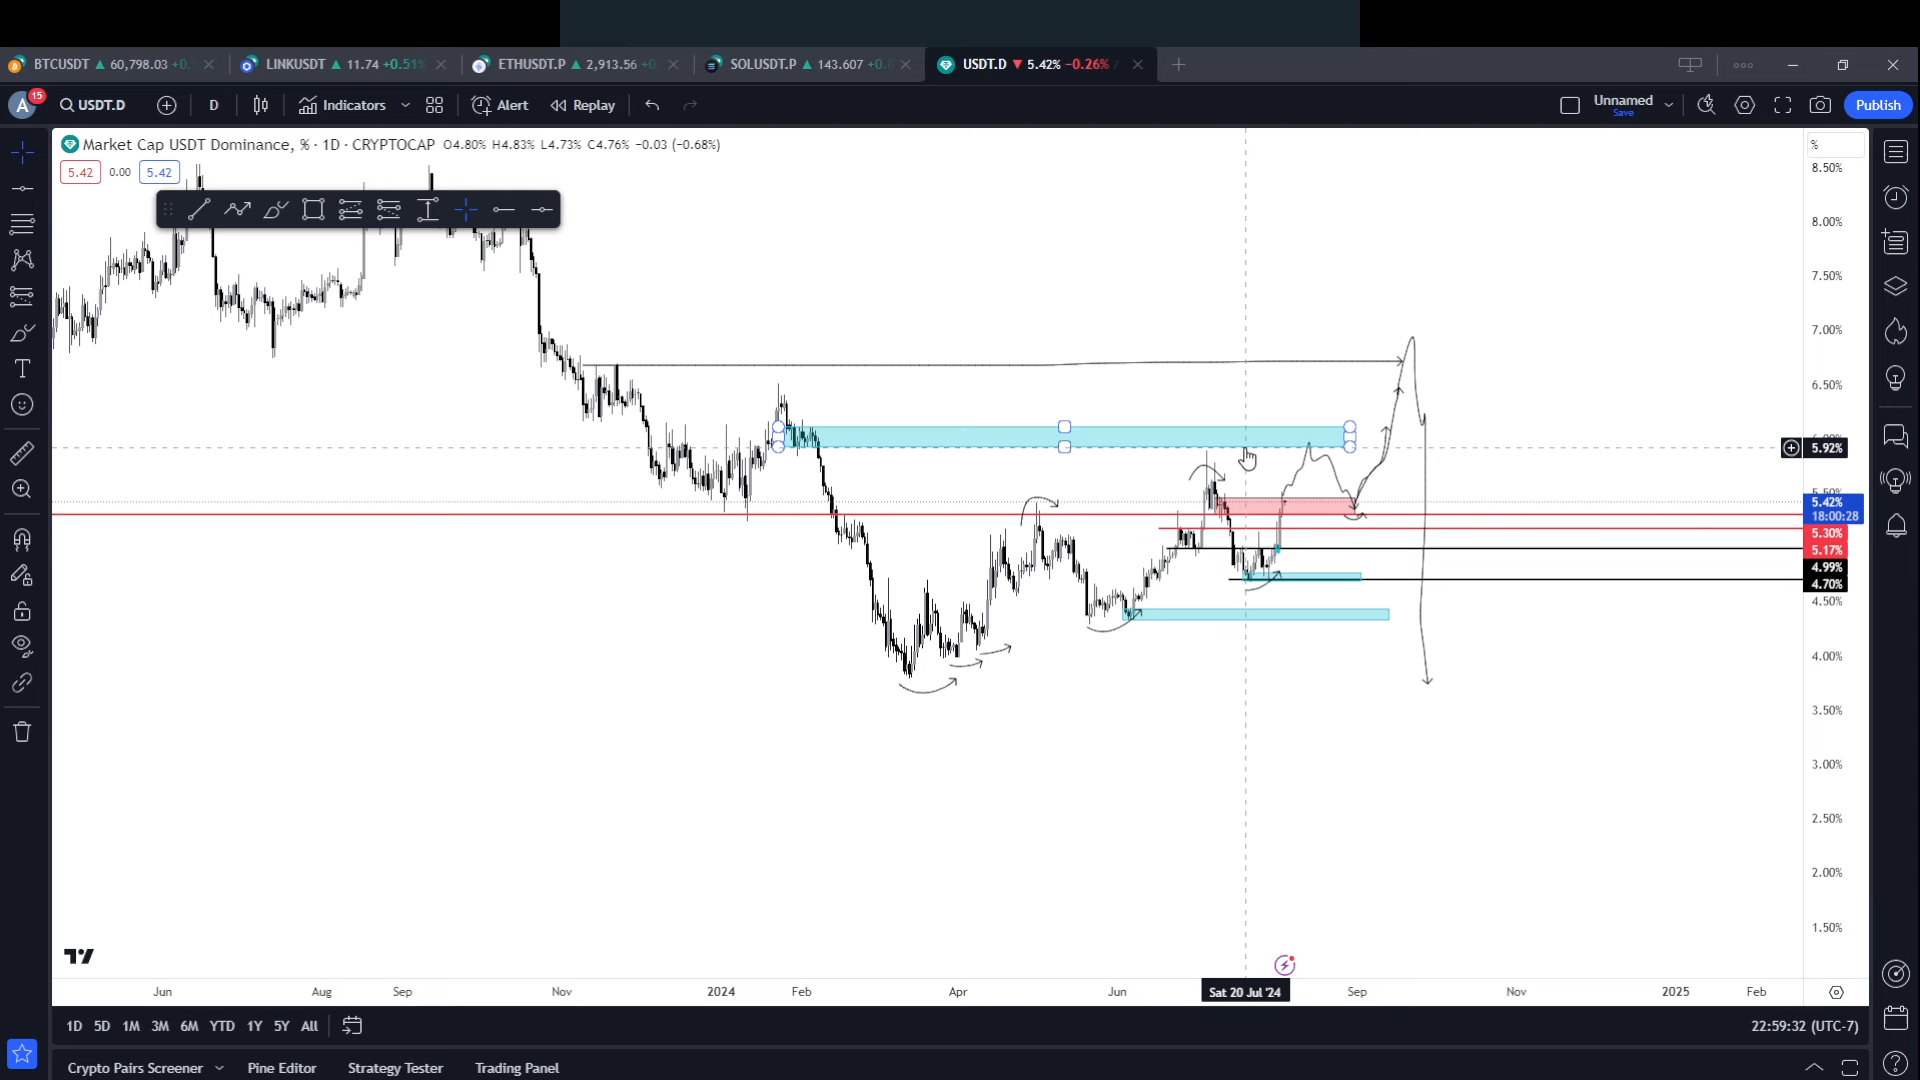 BTCUSDT 60,798.03 +0. LINKUSDT 11.74 +0.51% ETHUSDT.P 2,913.56 +0 SOLUSDT.P 143.607 +0. USDT.D 5.42% −0.26%
A 15 USDT.D D Indicators Alert Replay Unnamed Save Publish
Market Cap USDT Dominance, % · 1D · CRYPTOCAP O4.80% H4.83% L4.73% C4.76% −0.03 (−0.68%)
5.42 0.00 5.42
%
8.50%
8.00%
7.50%
7.00%
6.50%
5.92%
5.42%
18:00:28
5.30%
5.17%
4.99%
4.70%
4.50%
4.00%
3.50%
3.00%
2.50%
2.00%
1.50%
Jun Aug Sep Nov 2024 Feb Apr Jun Sat 20 Jul '24 Sep Nov 2025 Feb
1D 5D 1M 3M 6M YTD 1Y 5Y All 22:59:32 (UTC-7)
Crypto Pairs Screener Pine Editor Strategy Tester Trading Panel